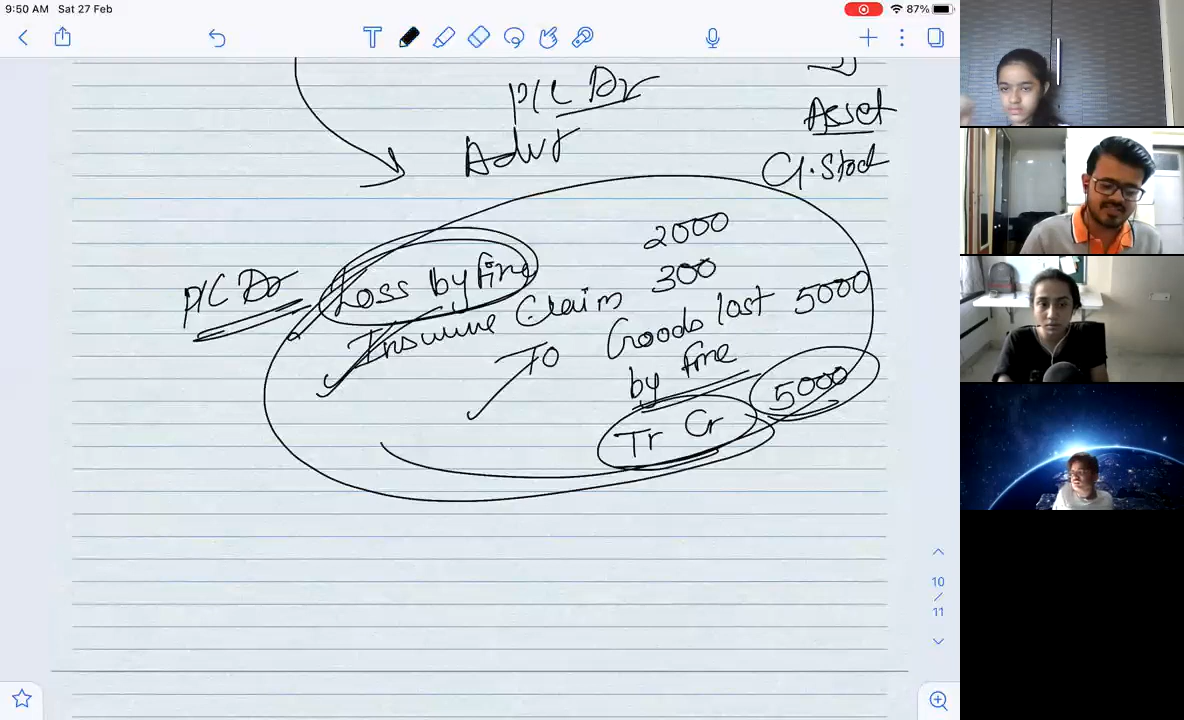 9:50 AM Sat 27 Feb
87%
P/L Dr
Asset
Advt
Cl. Stock
2000
P/L Dr Loss by fire
300
Insurance Claim
Goods lost 5000
To
by fire
5000
Tr Cr
10
/
11